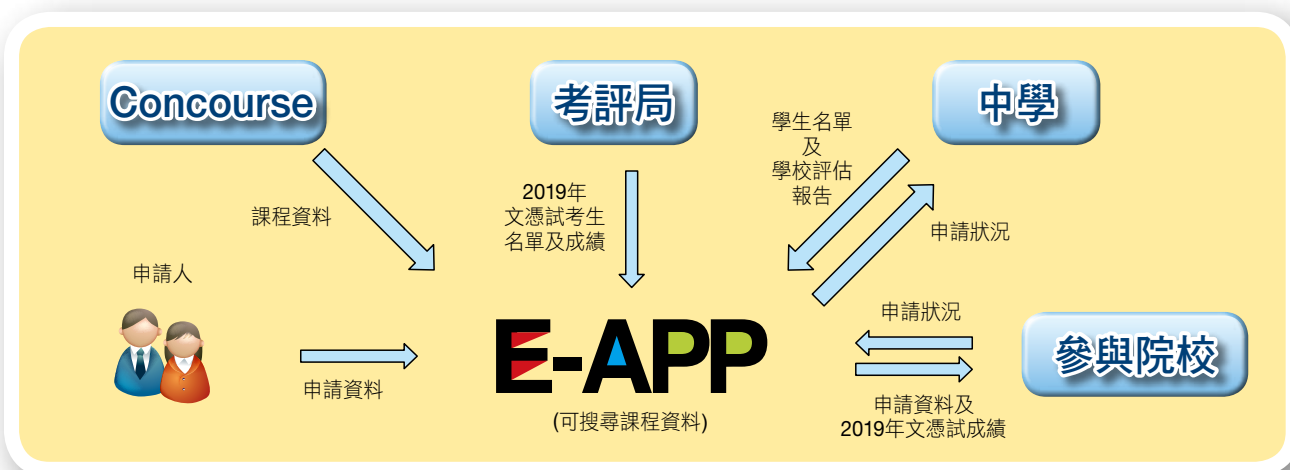 Concourse
考評局
中學
學生名單
及
學校評估
報告
2019年
文憑試考生
名單及成績
課程資料
申請狀況
申請人
申請狀況
參與院校
E-APP
申請資料
(可搜尋課程資料)
申請資料及
2019年文憑試成績